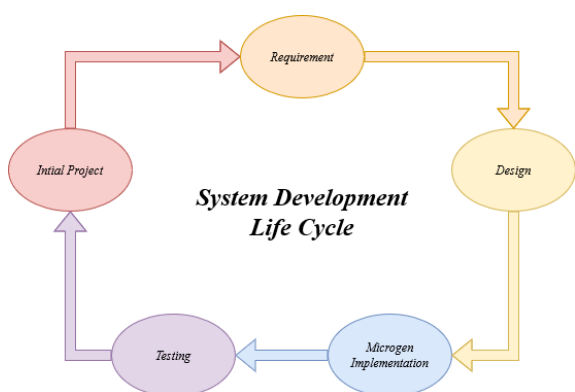 Requirement
Intial Project
Design
System Development
Life Cycle
Testing
Microgen
Implementation